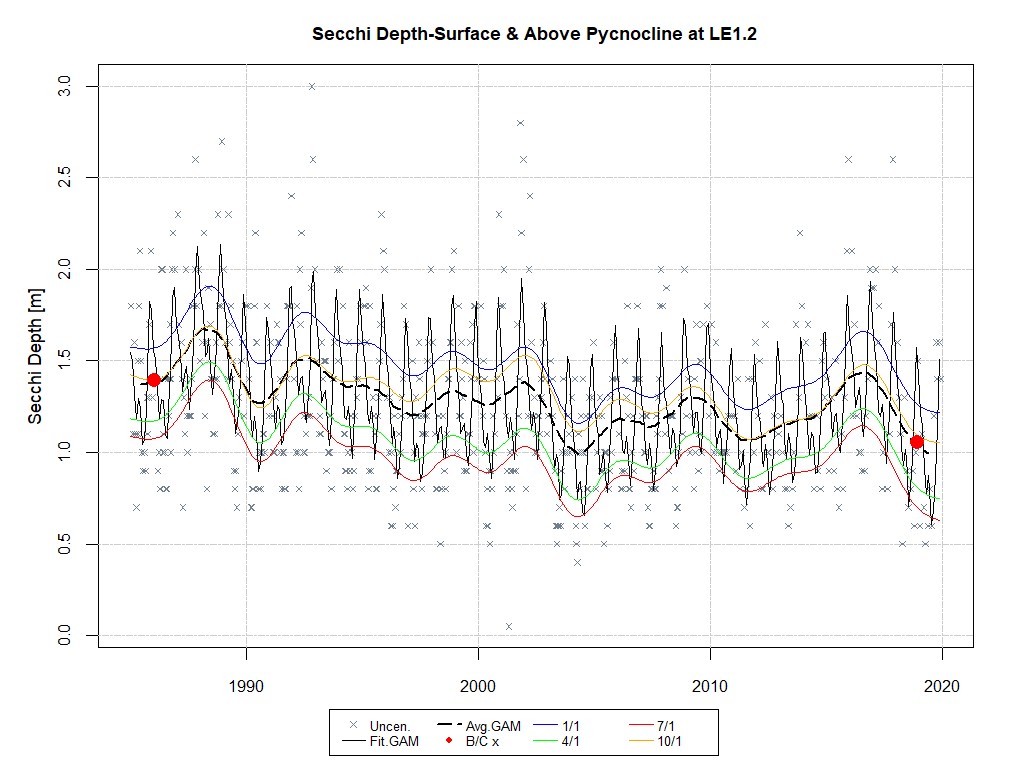 Secchi Depth-Surface & Above Pycnocline at LE1.2
Secchi Depth [m]
3.0
2.5
2.0
1.5
1.0
0.5
0.0
1990 2000 2010 2020
Uncen. Avg.GAM 1/1 7/1
Fit.GAM B/C x 4/1 10/1